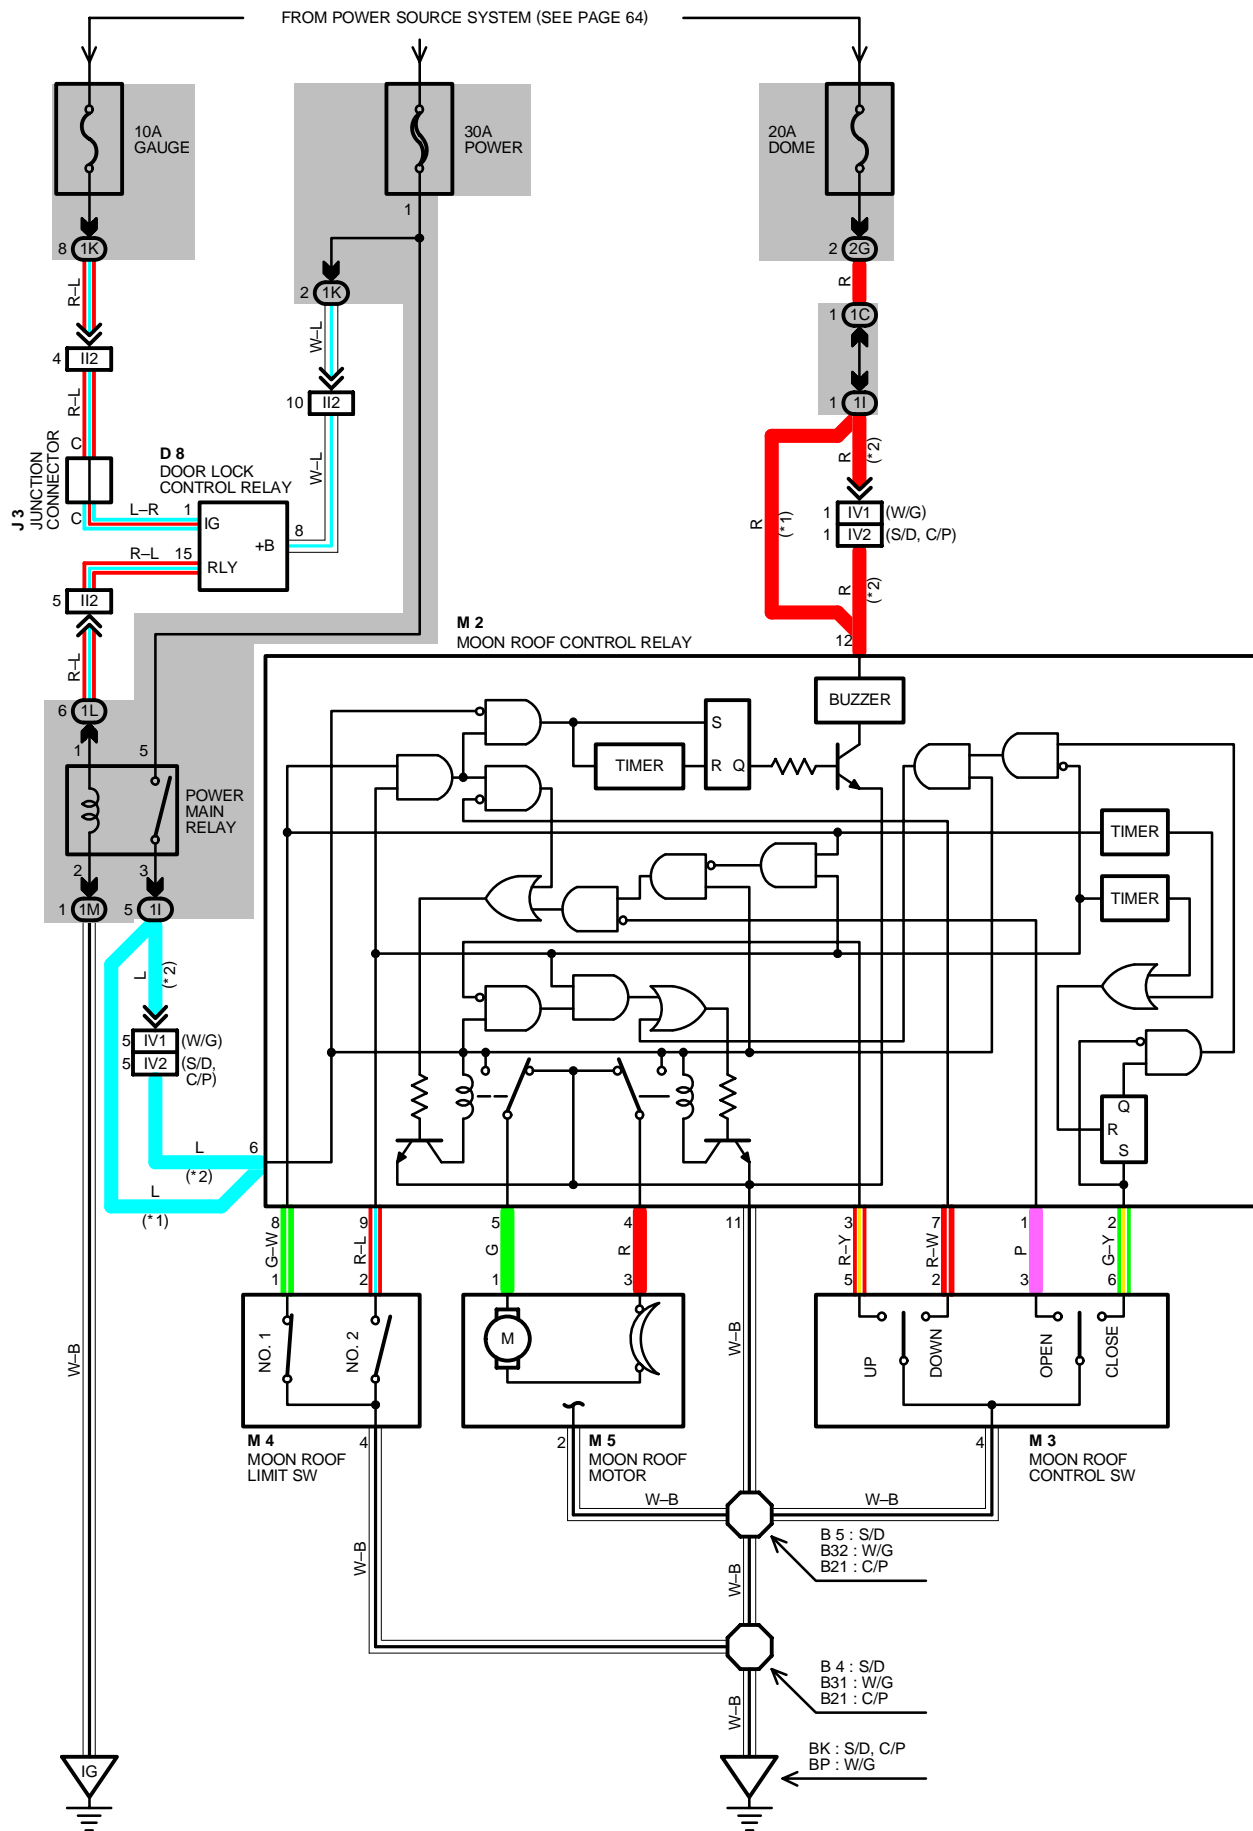 FROM POWER SOURCE SYSTEM (SEE PAGE 64)
10A
GAUGE
30A
POWER
20A
DOME
1
8 1K
2 1K
2 2G
R–L
W–L
R
1 1C
4 II2
10 II2
1 1I
R–L
W–L
R
(*2)
R
(*1)
C
C
J 3
JUNCTION
CONNECTOR
D 8
DOOR LOCK
CONTROL RELAY
L–R 1
IG
+B
8
R–L 15
RLY
1 IV1 (W/G)
1 IV2 (S/D, C/P)
R
(*2)
5 II2
R–L
M 2
MOON ROOF CONTROL RELAY
12
6 1L
1
5
POWER
MAIN
RELAY
2
3
1 1M
5 1I
BUZZER
S
R Q
TIMER
TIMER
TIMER
L
(*2)
5 IV1 (W/G)
5 IV2 (S/D,
C/P)
L
(*2)
6
L
(*1)
Q
R
S
8
9
5
4
11
3
7
1
2
G–W
R–L
G
R
R–Y
R–W
P
G–Y
1
2
1
3
5
2
3
6
W–B
W–B
NO. 1
NO. 2
M
UP
DOWN
OPEN
CLOSE
M 4
MOON ROOF
LIMIT SW
4
2
M 5
MOON ROOF
MOTOR
4
M 3
MOON ROOF
CONTROL SW
W–B
W–B
B 5 : S/D
B32 : W/G
B21 : C/P
W–B
W–B
B 4 : S/D
B31 : W/G
B21 : C/P
W–B
IG
BK : S/D, C/P
BP : W/G